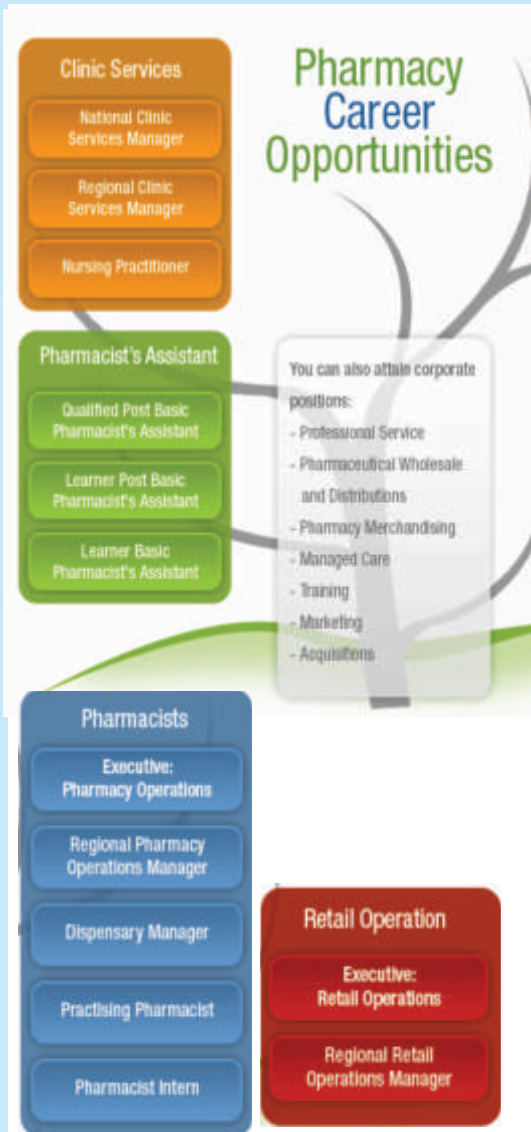 Pharmacy
Career
Opportunities
Clinic Services
National Clinic
Services Manager
Regional Clinic
Services Manager
Nursing Practitioner
Pharmacist's Assistant
Qualified Post Basic
Pharmacist's Assistant
Learner Post Basic
Pharmacist's Assistant
Learner Basic
Pharmacist's Assistant
You can also attain corporate
positions:
- Professional Service
- Pharmaceutical Wholesale
and Distributions
- Pharmacy Merchandising
- Managed Care
- Training
- Marketing
- Acquisitions
Pharmacists
Executive:
Pharmacy Operations
Regional Pharmacy
Operations Manager
Dispensary Manager
Practising Pharmacist
Pharmacist Intern
Retail Operation
Executive:
Retail Operations
Regional Retail
Operations Manager